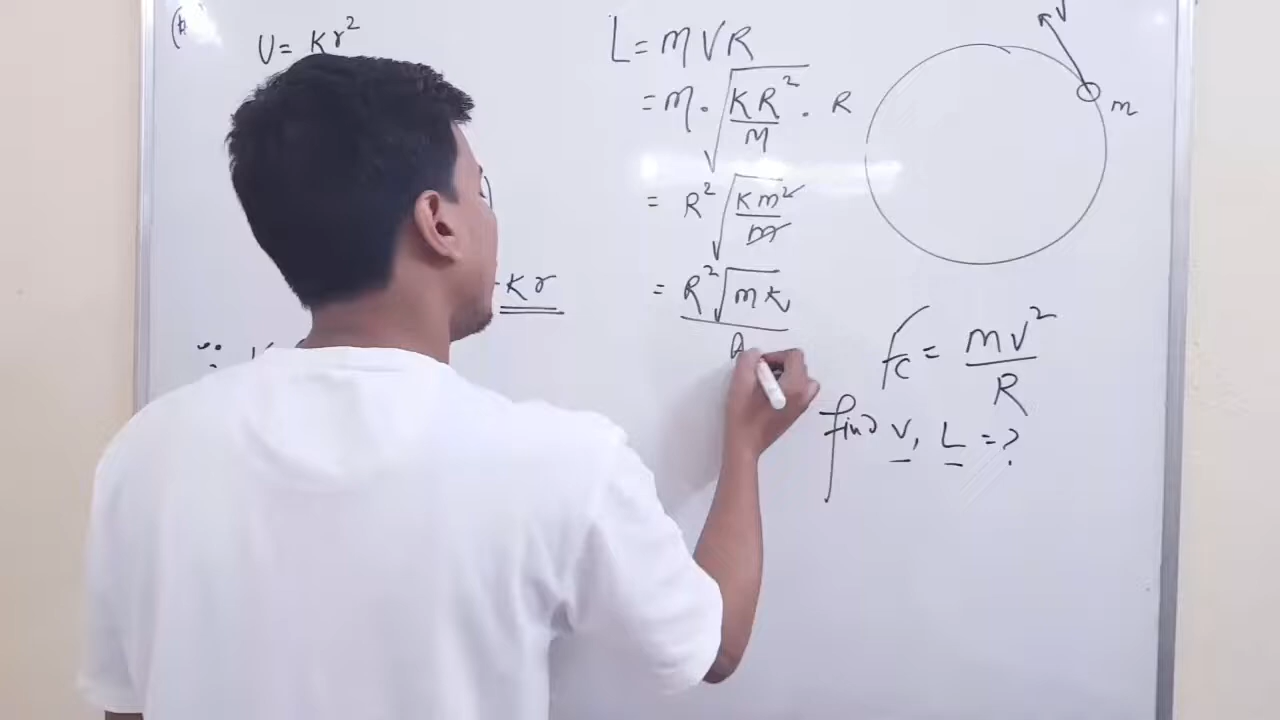 U = Kr²
- Kr
L = mVR
= m · √(KR²/M) · R
= R² √(Km²/m)
= R² √mk
A
V
m
fc = mV²/R
find V, L = ?